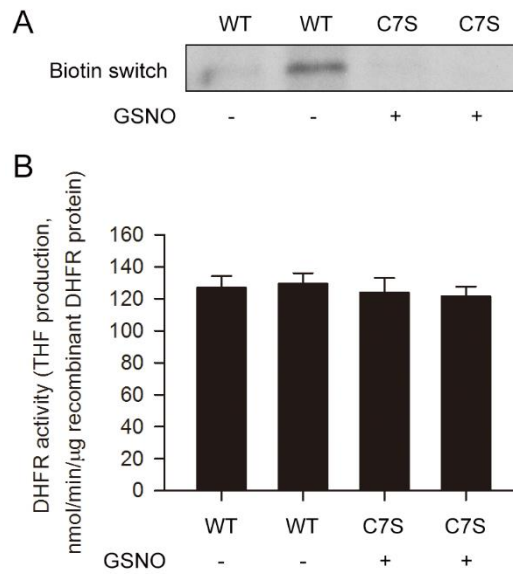 A
WT WT C7S C7S
Biotin switch
GSNO - - + +
B
DHFR activity (THF production,
nmol/min/μg recombinant DHFR protein)
160
140
120
100
80
60
40
20
0
WT WT C7S C7S
GSNO - - + +